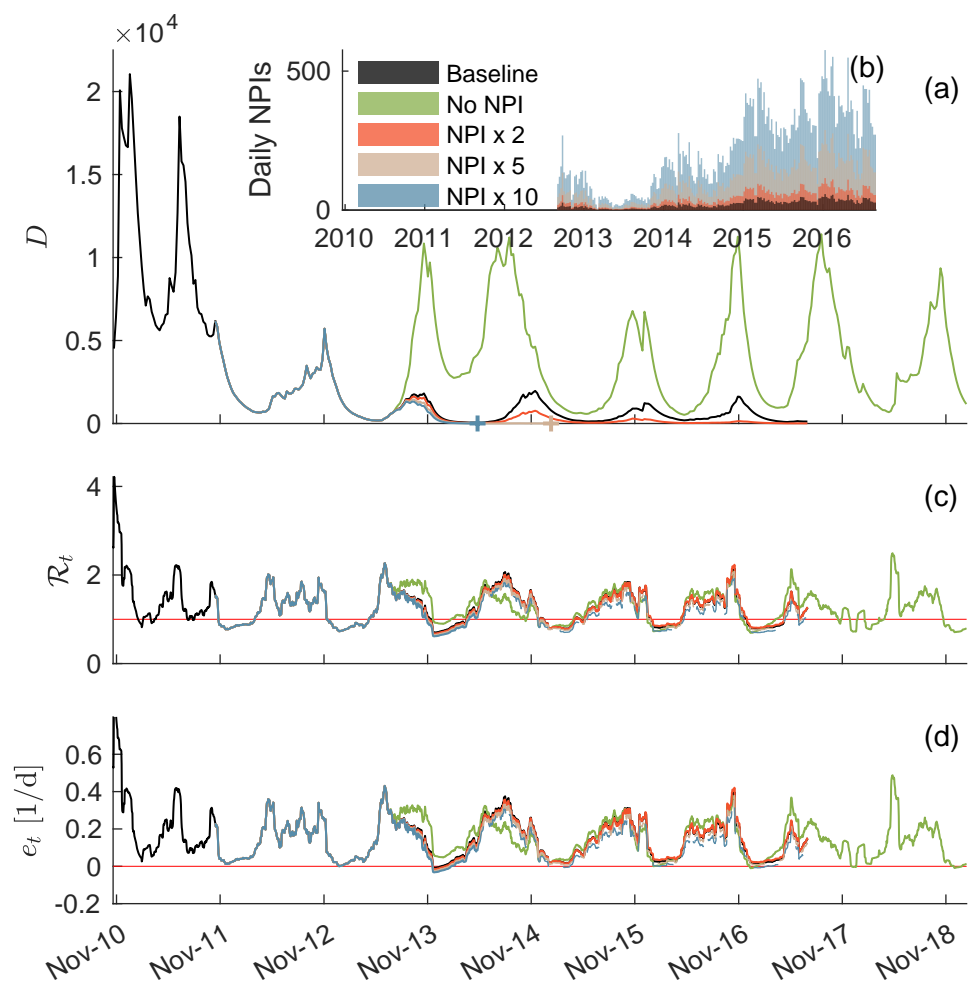 ×10⁴
2
1.5
1
0.5
0
D
Daily NPIs
500
0
Baseline
No NPI
NPI x 2
NPI x 5
NPI x 10
(b)
(a)
2010 2011 2012 2013 2014 2015 2016
4
2
0
ℛt
(c)
0.6
0.4
0.2
0
-0.2
et [1/d]
(d)
Nov-10 Nov-11 Nov-12 Nov-13 Nov-14 Nov-15 Nov-16 Nov-17 Nov-18